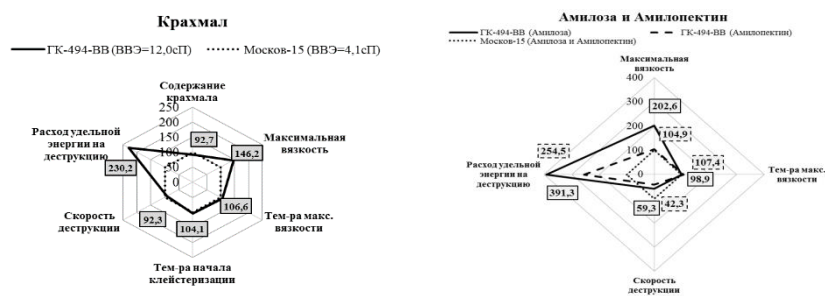 Крахмал
ГК-494-ВВ (ВВЭ=12,0сП) Москов-15 (ВВЭ=4,1сП)
Содержание
крахмала
250
200
150
100
50
0
92,7
Максимальная
вязкость
146,2
Расход удельной
энергии на
деструкцию
230,2
106,6
Тем-ра макс.
вязкости
Скорость
деструкции
92,3
104,1
Тем-ра начала
клейстеризации
Амилоза и Амилопектин
ГК-494-ВВ (Амилоза) ГК-494-ВВ (Амилопектин)
Москов-15 (Амилоза и Амилопектин)
Максимальная
вязкость
400
300
200
100
0
202,6
104,9
254,5
107,4
Расход удельной
энергии на
деструкцию
Тем-ра макс.
вязкости
98,9
391,3
59,3
42,3
Скорость
деструкции